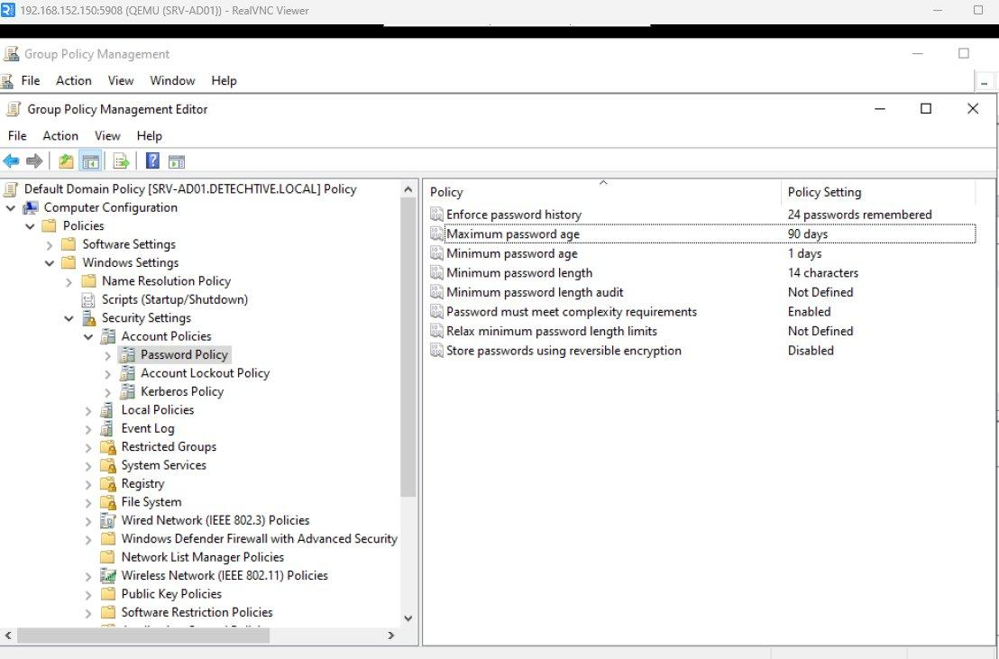 192.168.152.150:5908 (QEMU (SRV-AD01)) - RealVNC Viewer
Group Policy Management
File Action View Window Help
Group Policy Management Editor
File Action View Help
Default Domain Policy [SRV-AD01.DETECHTIVE.LOCAL] Policy
Computer Configuration
Policies
Software Settings
Windows Settings
Name Resolution Policy
Scripts (Startup/Shutdown)
Security Settings
Account Policies
Password Policy
Account Lockout Policy
Kerberos Policy
Local Policies
Event Log
Restricted Groups
System Services
Registry
File System
Wired Network (IEEE 802.3) Policies
Windows Defender Firewall with Advanced Security
Network List Manager Policies
Wireless Network (IEEE 802.11) Policies
Public Key Policies
Software Restriction Policies
Policy Policy Setting
Enforce password history 24 passwords remembered
Maximum password age 90 days
Minimum password age 1 days
Minimum password length 14 characters
Minimum password length audit Not Defined
Password must meet complexity requirements Enabled
Relax minimum password length limits Not Defined
Store passwords using reversible encryption Disabled